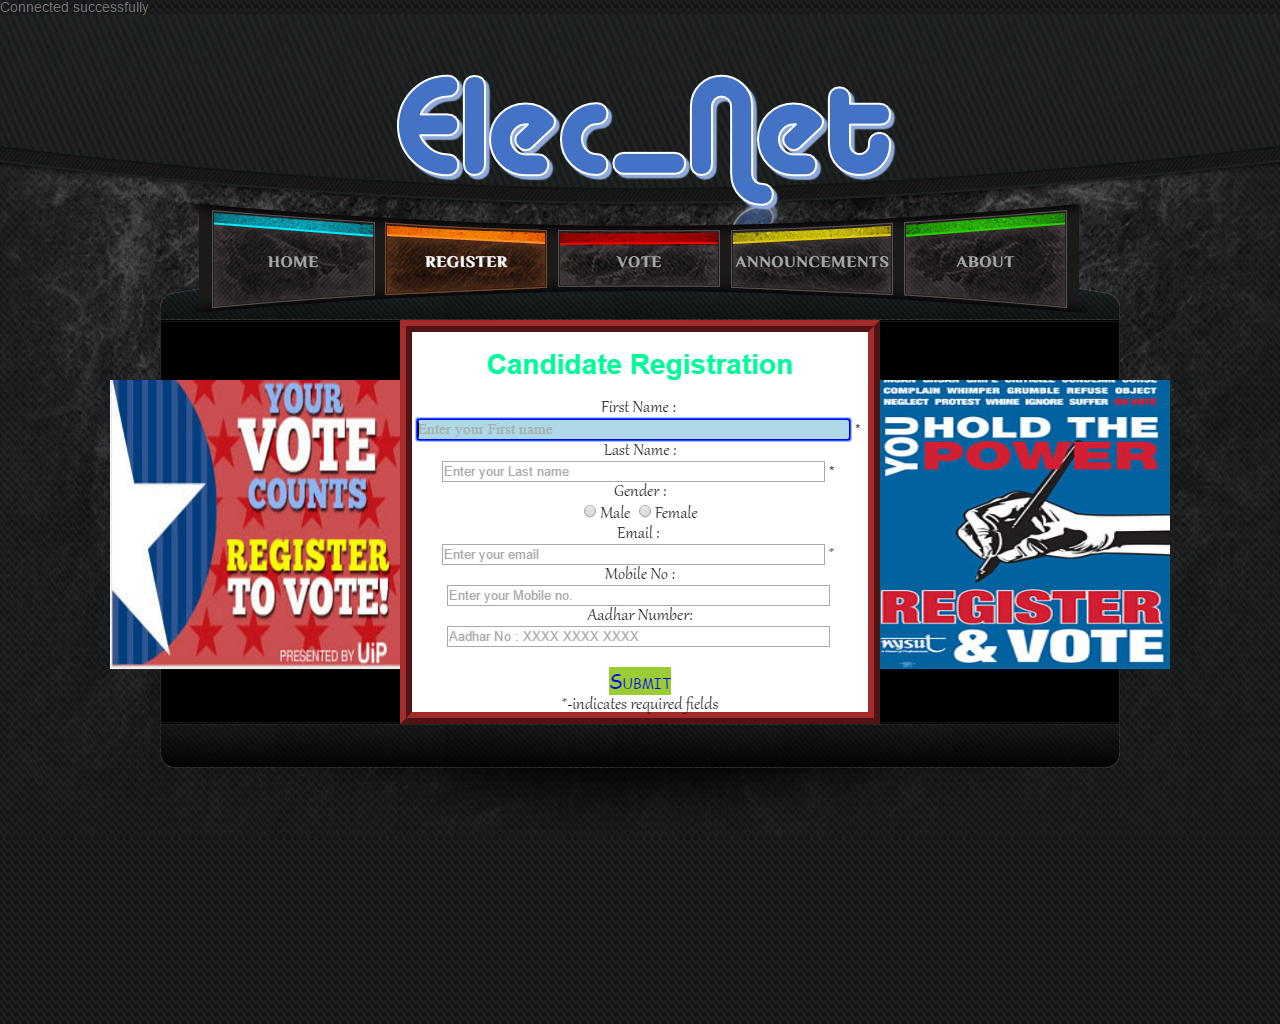 Connected successfully
Elec_Net
HOME
REGISTER
VOTE
ANNOUNCEMENTS
ABOUT
YOUR
VOTE
COUNTS
REGISTER
TO VOTE!
PRESENTED BY UiP
Candidate Registration
First Name :
Enter your First name *
Last Name :
Enter your Last name *
Gender :
Male Female
Email :
Enter your email *
Mobile No :
Enter your Mobile no.
Aadhar Number:
Aadhar No : XXXX XXXX XXXX
Submit
*-indicates required fields
COMPLAIN WHIMPER GRUMBLE REFUSE OBJECT
NEGLECT PROTEST WHINE IGNORE SUFFER OR VOTE
YOU HOLD THE
POWER
REGISTER
nysut & VOTE